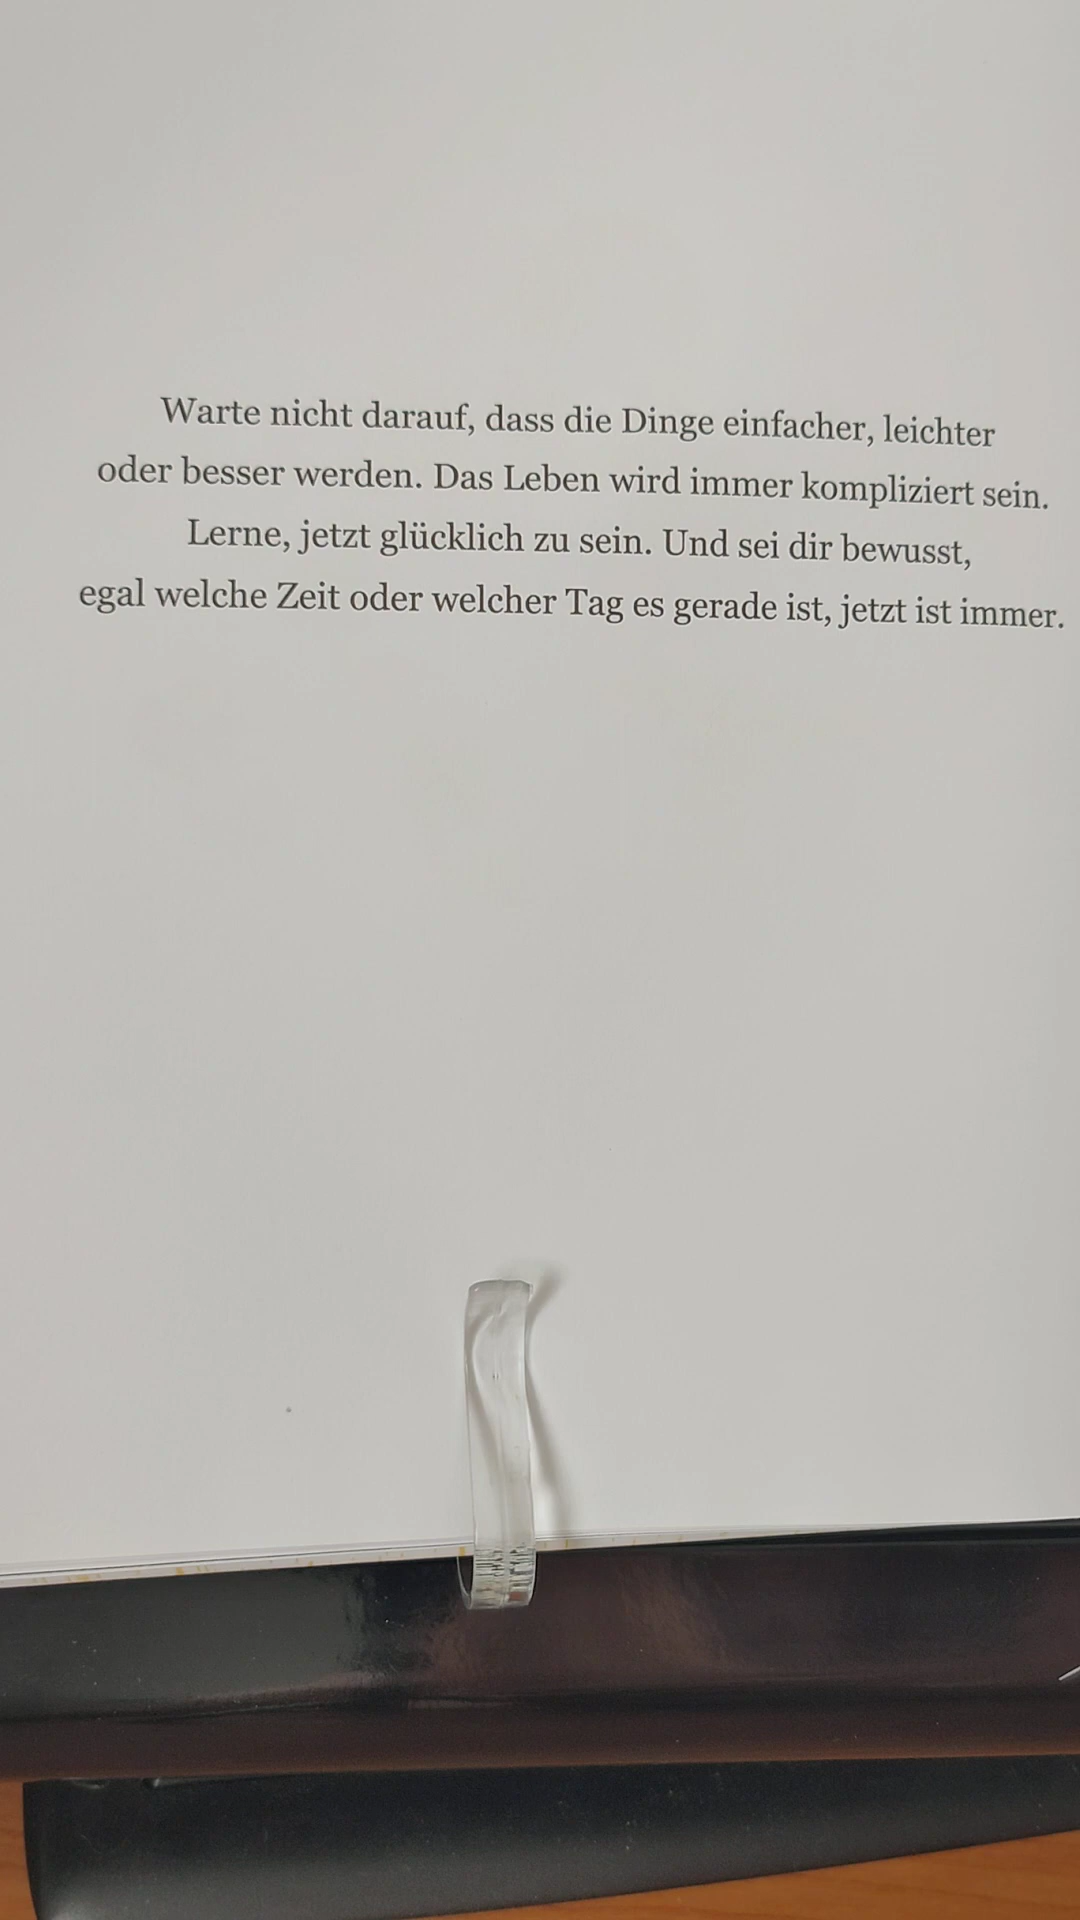 Warte nicht darauf, dass die Dinge einfacher, leichter
oder besser werden. Das Leben wird immer kompliziert sein.
Lerne, jetzt glücklich zu sein. Und sei dir bewusst,
egal welche Zeit oder welcher Tag es gerade ist, jetzt ist immer.